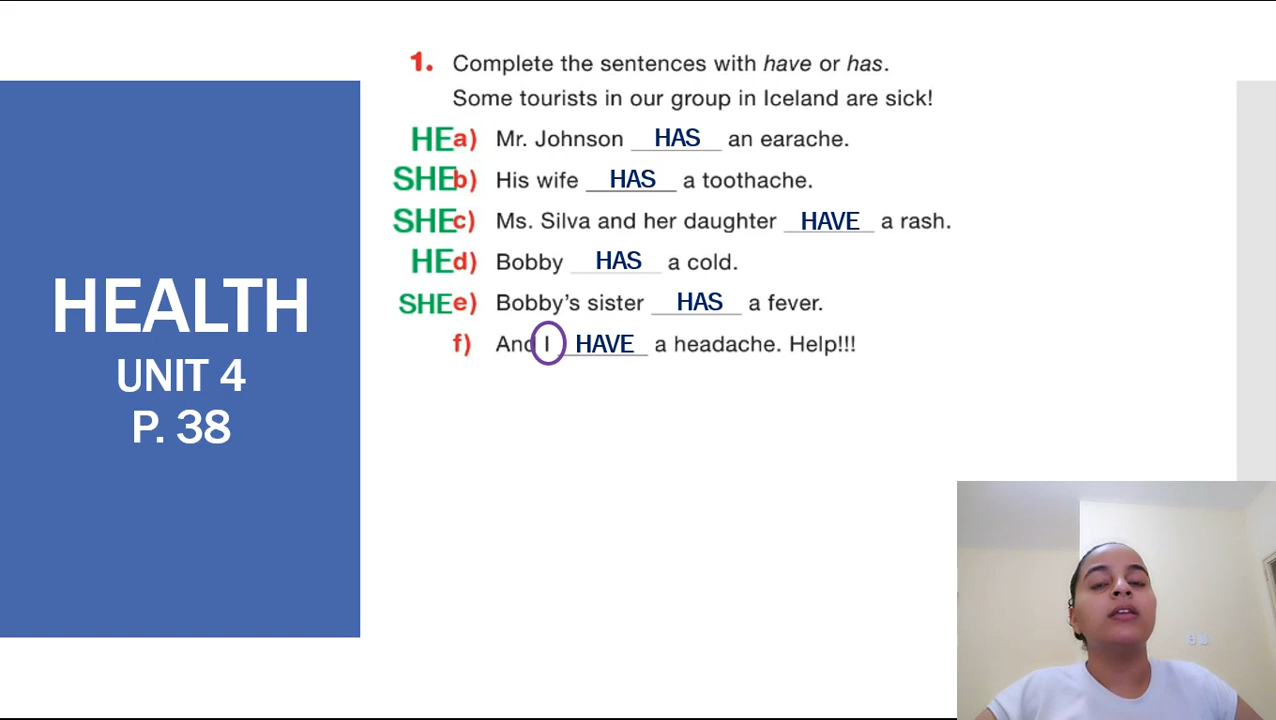 HEALTH
UNIT 4
P. 38
1. Complete the sentences with have or has.
Some tourists in our group in Iceland are sick!
HE a) Mr. Johnson HAS an earache.
SHE b) His wife HAS a toothache.
SHE c) Ms. Silva and her daughter HAVE a rash.
HE d) Bobby HAS a cold.
SHE e) Bobby's sister HAS a fever.
f) And I HAVE a headache. Help!!!